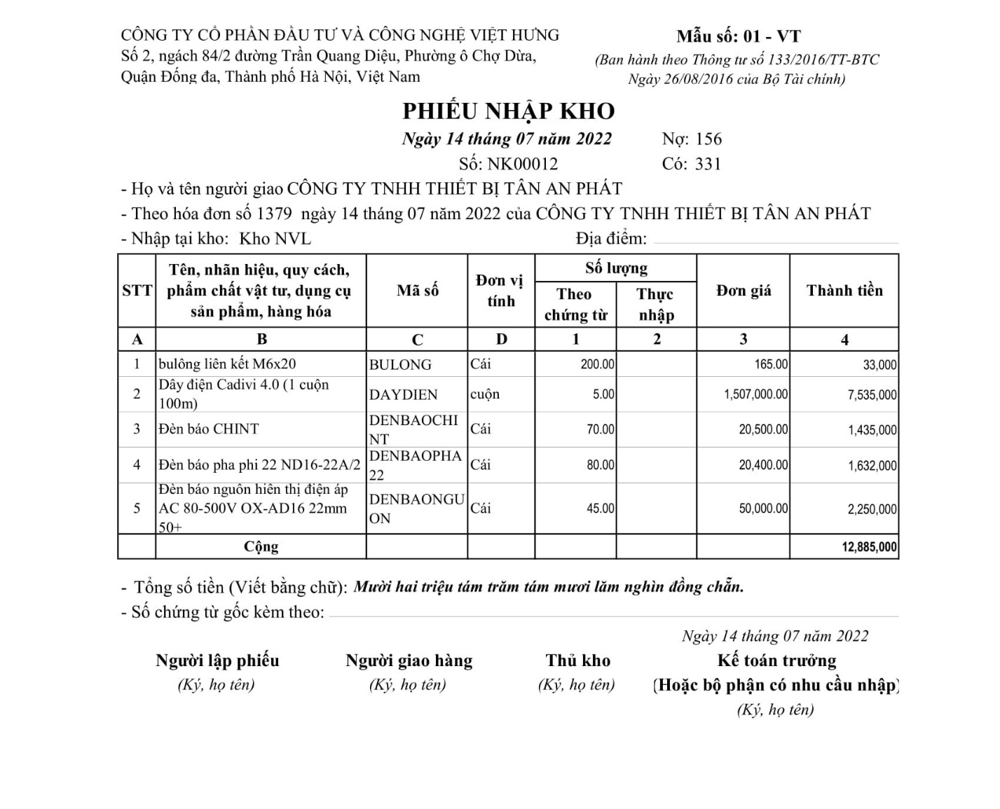 CÔNG TY CỔ PHẦN ĐẦU TƯ VÀ CÔNG NGHỆ VIỆT HƯNG
Số 2, ngách 84/2 đường Trần Quang Diệu, Phường ô Chợ Dừa,
Quận Đống đa, Thành phố Hà Nội, Việt Nam
Mẫu số: 01 - VT
(Ban hành theo Thông tư số 133/2016/TT-BTC
Ngày 26/08/2016 của Bộ Tài chính)
PHIẾU NHẬP KHO
Ngày 14 tháng 07 năm 2022 Nợ: 156
Số: NK00012 Có: 331
- Họ và tên người giao CÔNG TY TNHH THIẾT BỊ TÂN AN PHÁT
- Theo hóa đơn số 1379 ngày 14 tháng 07 năm 2022 của CÔNG TY TNHH THIẾT BỊ TÂN AN PHÁT
- Nhập tại kho: Kho NVL Địa điểm:
STT
Tên, nhãn hiệu, quy cách,
phẩm chất vật tư, dụng cụ
sản phẩm, hàng hóa
Mã số
Đơn vị
tính
Số lượng
Theo
chứng từ
Thực
nhập
Đơn giá
Thành tiền
A B C D 1 2 3 4
1 bulông liên kết M6x20 BULONG Cái 200.00 165.00 33,000
2
Dây điện Cadivi 4.0 (1 cuộn
100m)
DAYDIEN cuộn 5.00 1,507,000.00 7,535,000
3 Đèn báo CHINT
DENBAOCHI
NT
Cái 70.00 20,500.00 1,435,000
4 Đèn báo pha phi 22 ND16-22A/2
DENBAOPHA
22
Cái 80.00 20,400.00 1,632,000
5
Đèn báo nguôn hiên thị điện áp
AC 80-500V OX-AD16 22mm
50+
DENBAONGU
ON
Cái 45.00 50,000.00 2,250,000
Cộng 12,885,000
- Tổng số tiền (Viết bằng chữ): Mười hai triệu tám trăm tám mươi lăm nghìn đồng chẵn.
- Số chứng từ gốc kèm theo:
Ngày 14 tháng 07 năm 2022
Người lập phiếu Người giao hàng Thủ kho Kế toán trưởng
(Ký, họ tên) (Ký, họ tên) (Ký, họ tên) (Hoặc bộ phận có nhu cầu nhập)
(Ký, họ tên)